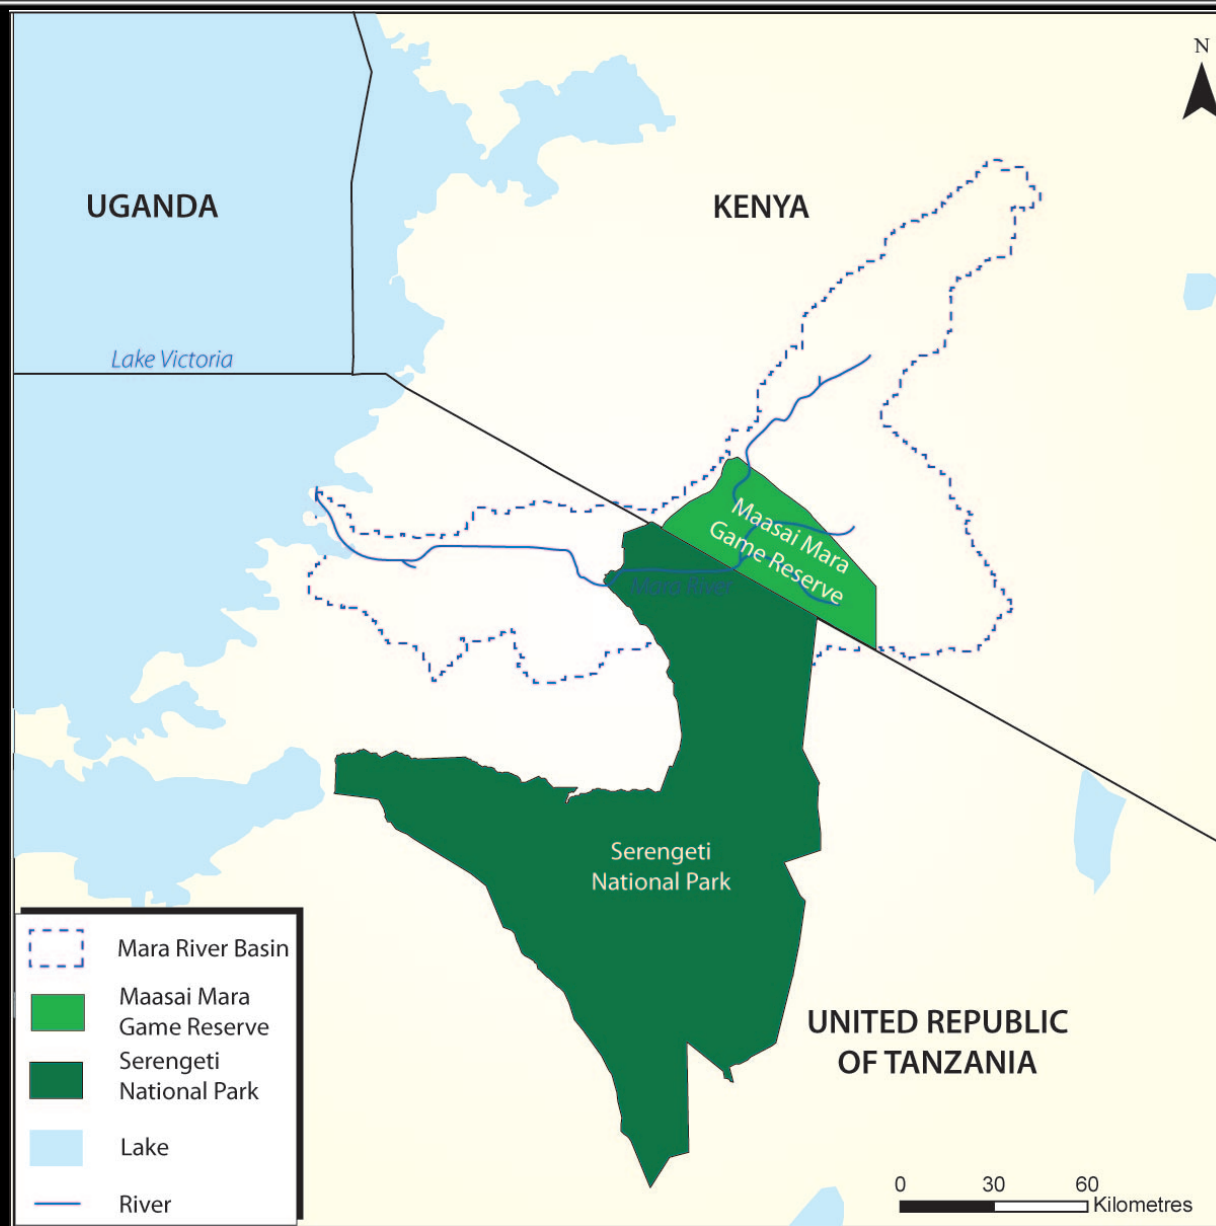 N
UGANDA
KENYA
Lake Victoria
Maasai Mara
Game Reserve
Mara River
Serengeti
National Park
UNITED REPUBLIC
OF TANZANIA
Mara River Basin
Maasai Mara
Game Reserve
Serengeti
National Park
Lake
River
0 30 60
Kilometres